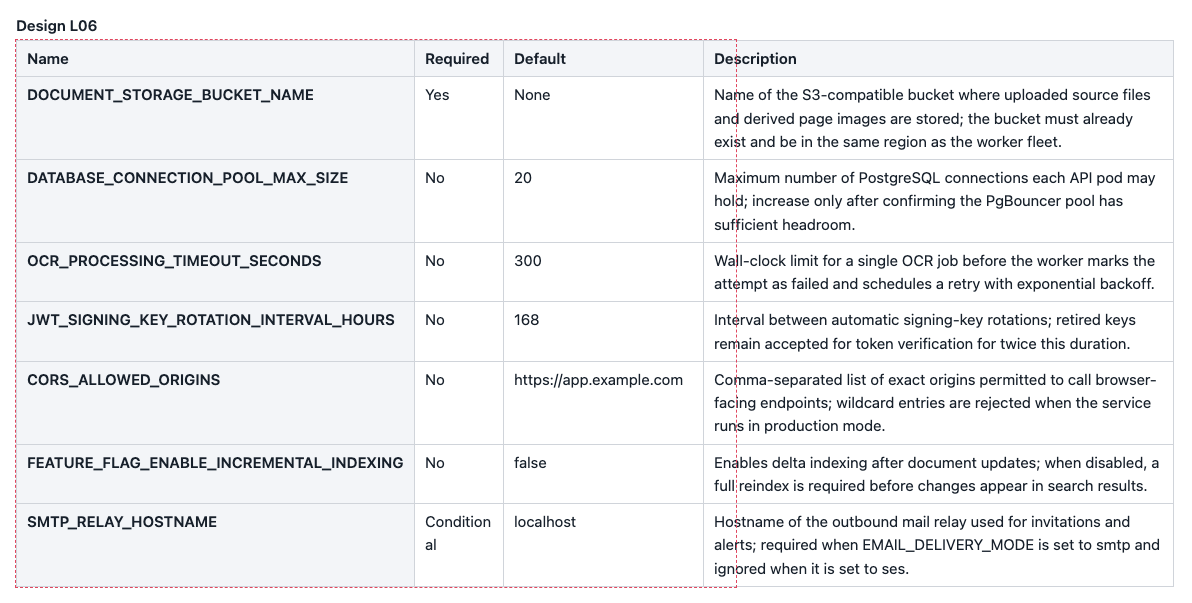 Design L06
Name Required Default Description
DOCUMENT_STORAGE_BUCKET_NAME Yes None Name of the S3-compatible bucket where uploaded source files
and derived page images are stored; the bucket must already
exist and be in the same region as the worker fleet.
DATABASE_CONNECTION_POOL_MAX_SIZE No 20 Maximum number of PostgreSQL connections each API pod may
hold; increase only after confirming the PgBouncer pool has
sufficient headroom.
OCR_PROCESSING_TIMEOUT_SECONDS No 300 Wall-clock limit for a single OCR job before the worker marks the
attempt as failed and schedules a retry with exponential backoff.
JWT_SIGNING_KEY_ROTATION_INTERVAL_HOURS No 168 Interval between automatic signing-key rotations; retired keys
remain accepted for token verification for twice this duration.
CORS_ALLOWED_ORIGINS No https://app.example.com Comma-separated list of exact origins permitted to call browser-
facing endpoints; wildcard entries are rejected when the service
runs in production mode.
FEATURE_FLAG_ENABLE_INCREMENTAL_INDEXING No false Enables delta indexing after document updates; when disabled, a
full reindex is required before changes appear in search results.
SMTP_RELAY_HOSTNAME Condition localhost Hostname of the outbound mail relay used for invitations and
al alerts; required when EMAIL_DELIVERY_MODE is set to smtp and
ignored when it is set to ses.